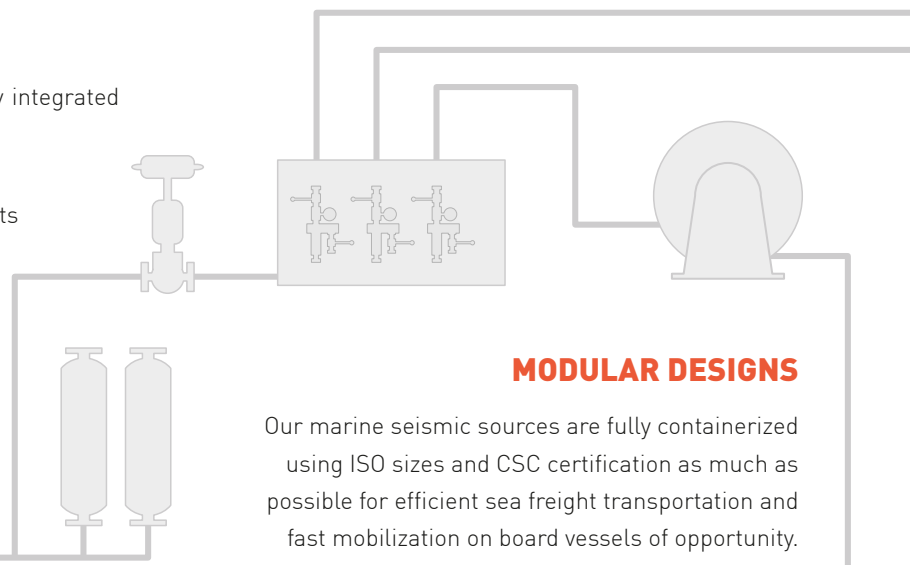 integrated
MODULAR DESIGNS
Our marine seismic sources are fully containerized
using ISO sizes and CSC certification as much as
possible for efficient sea freight transportation and
fast mobilization on board vessels of opportunity.